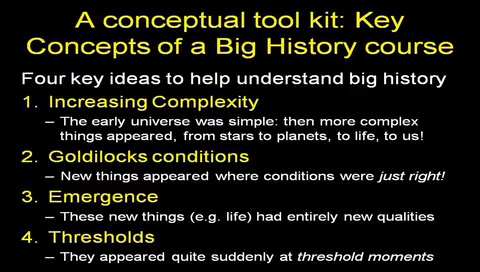 A conceptual tool kit: Key
Concepts of a Big History course
Four key ideas to help understand big history
1. Increasing Complexity
– The early universe was simple: then more complex
things appeared, from stars to planets, to life, to us!
2. Goldilocks conditions
– New things appeared where conditions were just right!
3. Emergence
– These new things (e.g. life) had entirely new qualities
4. Thresholds
– They appeared quite suddenly at threshold moments